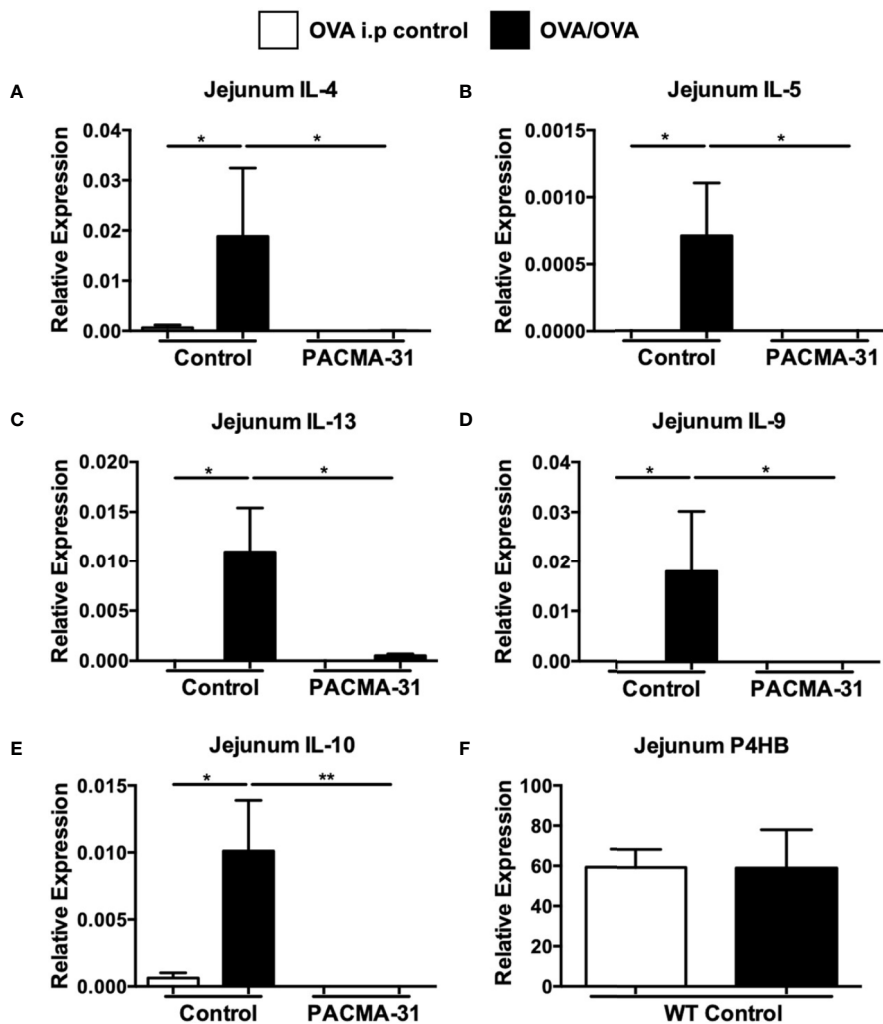 OVA i.p control OVA/OVA
A
Jejunum IL-4
Relative Expression
0.04
0.03
0.02
0.01
0.00
* *
Control PACMA-31
B
Jejunum IL-5
Relative Expression
0.0015
0.0010
0.0005
0.0000
* *
Control PACMA-31
C
Jejunum IL-13
Relative Expression
0.020
0.015
0.010
0.005
0.000
* *
Control PACMA-31
D
Jejunum IL-9
Relative Expression
0.04
0.03
0.02
0.01
0.00
* *
Control PACMA-31
E
Jejunum IL-10
Relative Expression
0.015
0.010
0.005
0.000
* **
Control PACMA-31
F
Jejunum P4HB
Relative Expression
100
80
60
40
20
0
WT Control